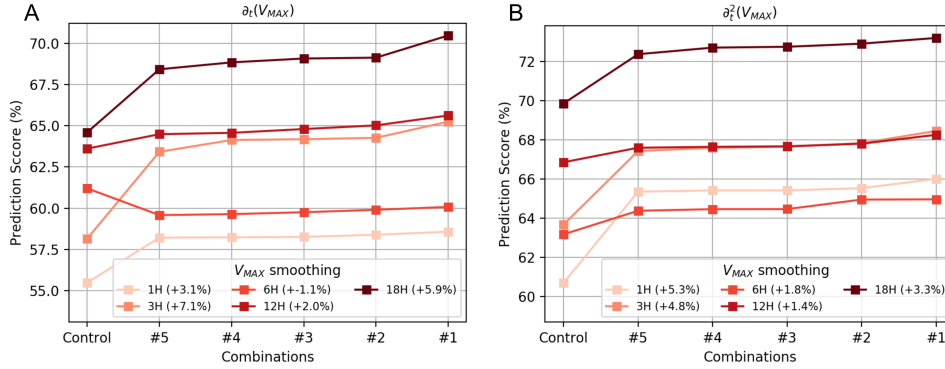 A
∂t(VMAX)
Prediction Sccore (%)
70.0
67.5
65.0
62.5
60.0
57.5
55.0
VMAX smoothing
1H (+3.1%) 6H (+-1.1%) 18H (+5.9%)
3H (+7.1%) 12H (+2.0%)
Control #5 #4 #3 #2 #1
Combinations
B
∂²t(VMAX)
Prediction Sccore (%)
72
70
68
66
64
62
60
VMAX smoothing
1H (+5.3%) 6H (+1.8%) 18H (+3.3%)
3H (+4.8%) 12H (+1.4%)
Control #5 #4 #3 #2 #1
Combinations